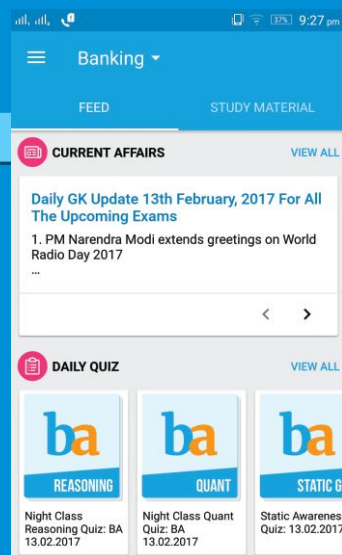 37% 9:27 pm
Banking
FEED STUDY MATERIAL
CURRENT AFFAIRS VIEW ALL
Daily GK Update 13th February, 2017 For All
The Upcoming Exams
1. PM Narendra Modi extends greetings on World
Radio Day 2017
...
DAILY QUIZ VIEW ALL
ba ba ba
REASONING QUANT STATIC G
Night Class Night Class Quant Static Awarenes
Reasoning Quiz: BA Quiz: BA Quiz: 13.02.2017
13.02.2017 13.02.2017